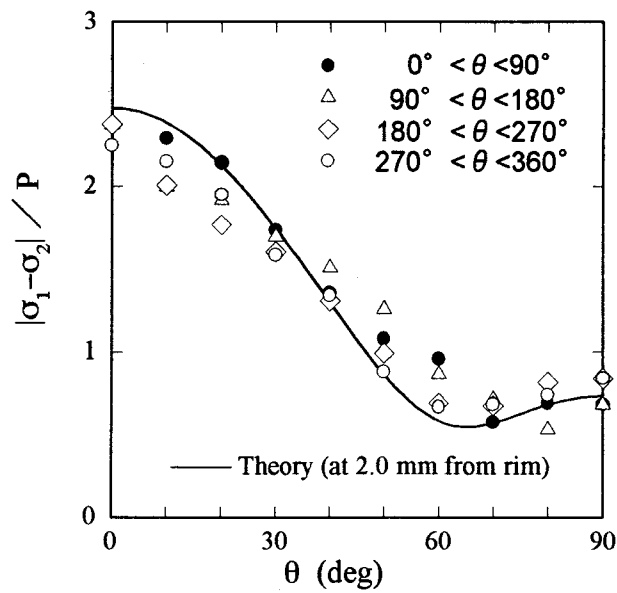 3
2
1
0
|σ₁−σ₂| / P
● 0° < θ < 90°
△ 90° < θ < 180°
◇ 180° < θ < 270°
○ 270° < θ < 360°
Theory (at 2.0 mm from rim)
0 30 60 90
θ (deg)